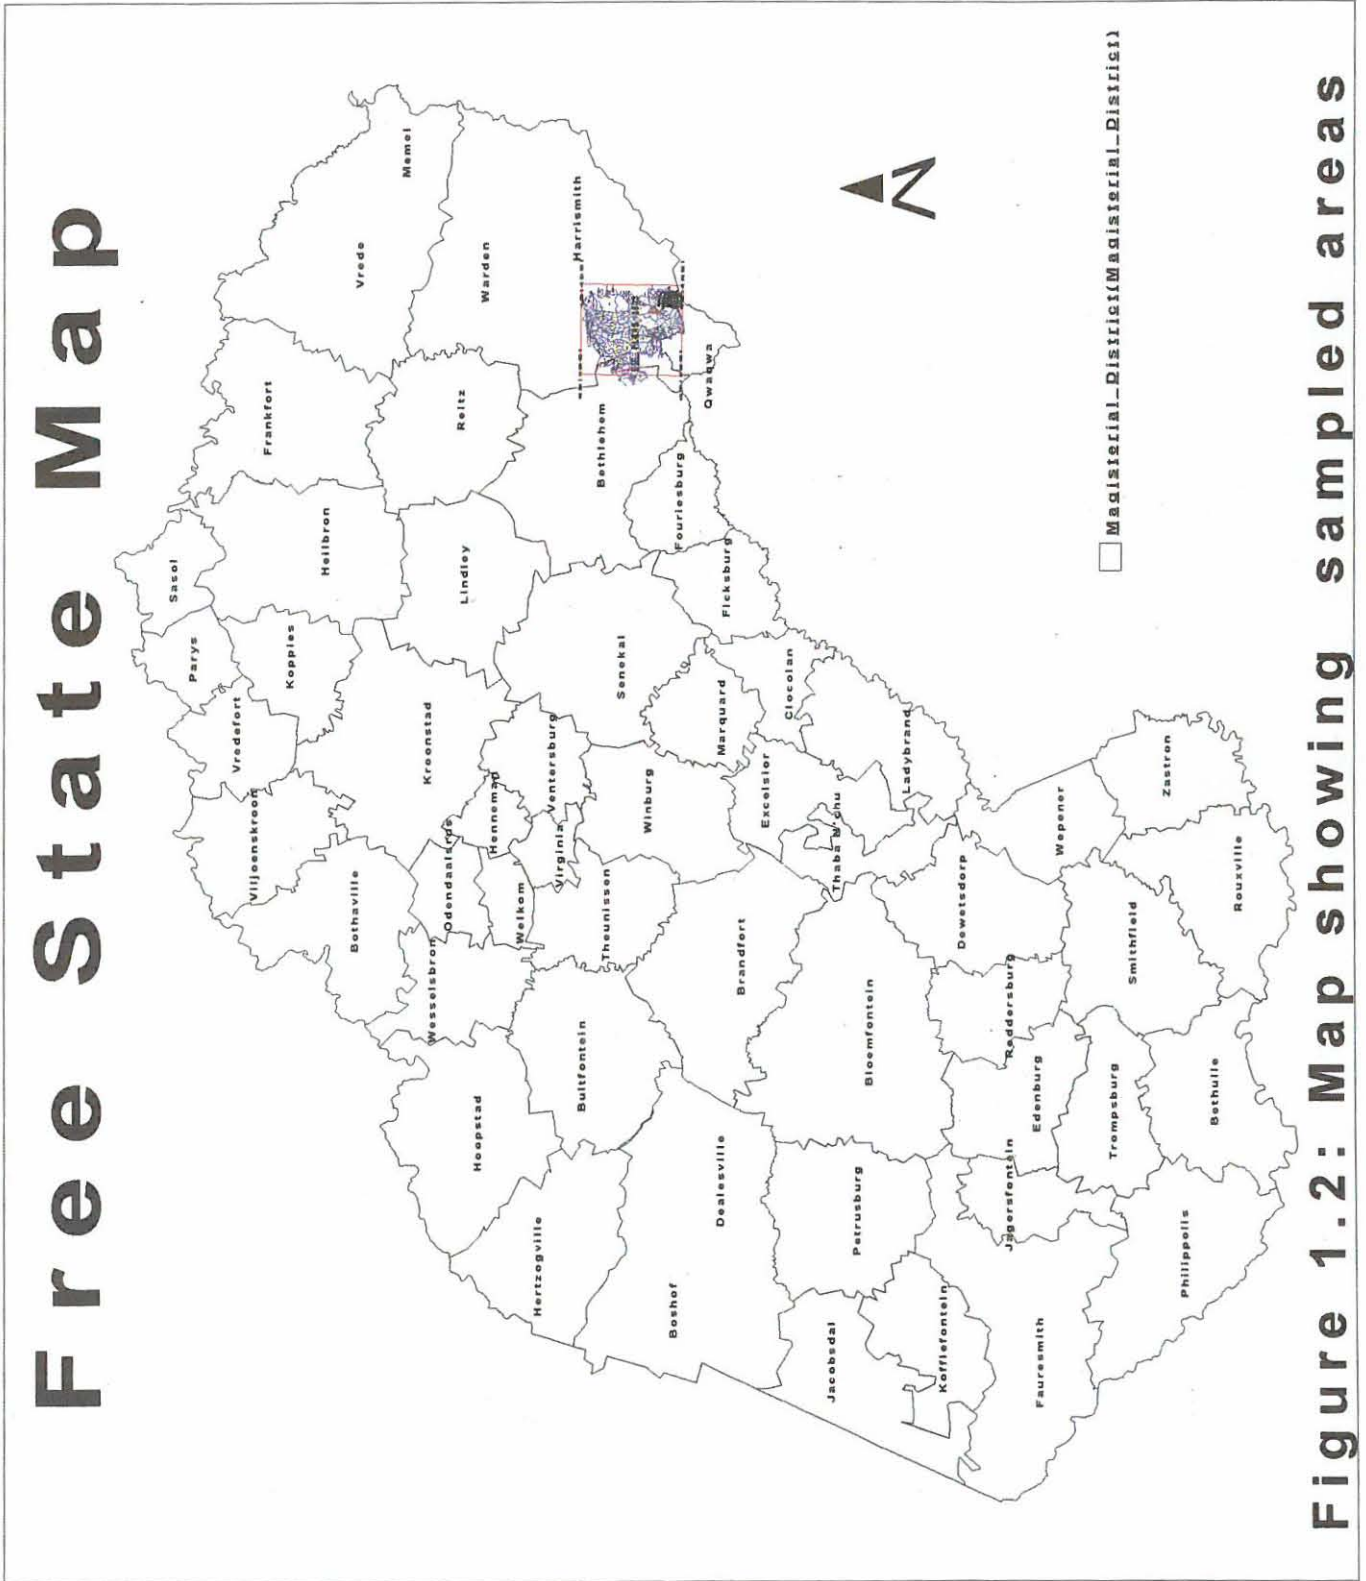 Free State Map
Sasol
Parys
Vredefort
Viljoenskroon
Koppies
Heilbron
Frankfort
Vrede
Memel
Bothaville
Kroonstad
Lindley
Reitz
Warden
Wesselsbron
Odendaalsrus
Henneman
Welkom
Virginia
Ventersburg
Hoopstad
Hertzogville
Bultfontein
Theunissen
Winburg
Senekal
Bethlehem
Harrismith
Fouriesburg
Qwaqwa
Ficksburg
Marquard
Clocolan
Excelsior
Brandfort
Dealesville
Boshof
Thaba N'chu
Ladybrand
Bloemfontein
Petrusburg
Jacobsdal
Koffiefontein
Dewetsdorp
Reddersburg
Edenburg
Jagersfontein
Fauresmith
Wepener
Zastron
Smithfield
Trompsburg
Rouxville
Bethulie
Philippolis
N
Magisterial_District(Magisterial_District)
Figure 1.2: Map showing sampled areas